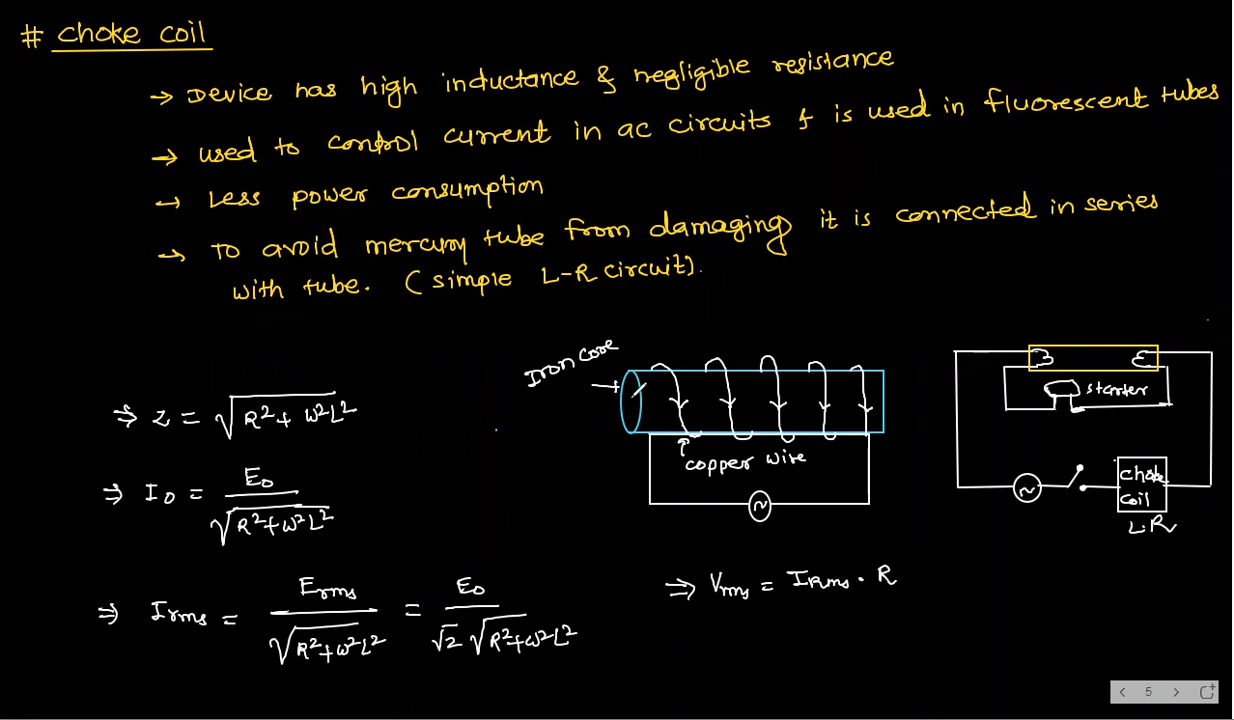 # choke coil
→ Device has high inductance & negligible resistance
→ used to control current in ac circuits & is used in fluorescent tubes
→ Less power consumption
→ To avoid mercury tube from damaging it is connected in series
with tube. (simple L-R circuit).
Iron core
starter
⇒ Z = √(R²+ω²L²)
copper wire
choke
coil
L.R
⇒ I₀ = E₀ / √(R²+ω²L²)
⇒ Irms = Erms / √(R²+ω²L²) = E₀ / √2 √(R²+ω²L²)
⇒ Vrms = IRms . R
< 5 >